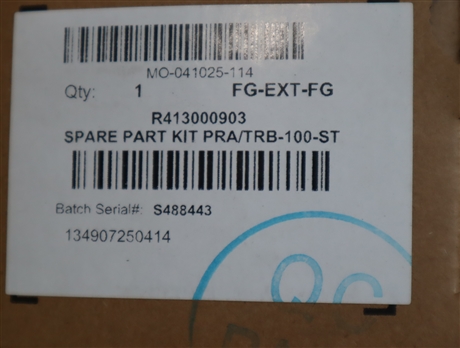 MO-041025-114
Qty: 1 FG-EXT-FG
R413000903
SPARE PART KIT PRA/TRB-100-ST
Batch Serial#: S488443
134907250414
QC